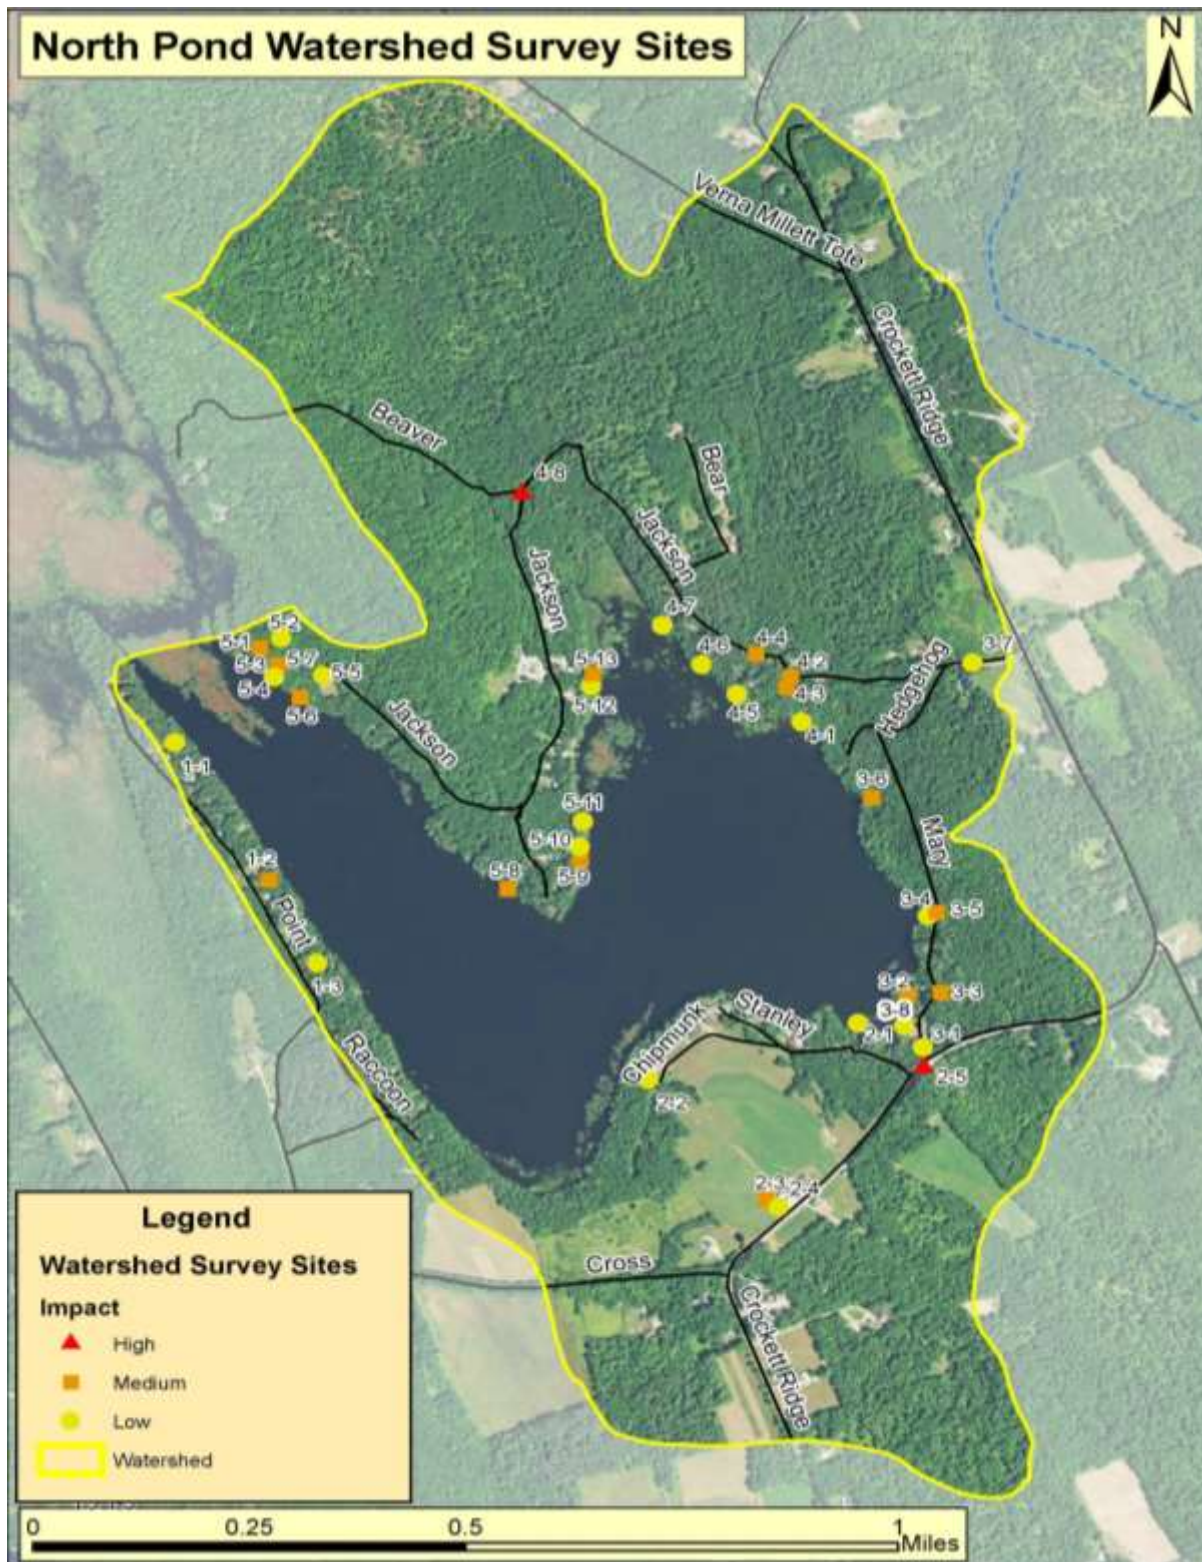 North Pond Watershed Survey Sites
N
Verna Millett Tote
Crockett Ridge
Beaver
4-8
Bear
Jackson
Jackson
4-7
5-2
5-1
5-3
5-7
5-5
5-4
5-6
5-13
5-12
4-6
4-4
4-2
4-3
4-5
4-1
Hedgehog
3-7
Jackson
1-1
3-6
5-11
5-10
5-9
5-8
Mary
1-2
Point
1-3
3-4
3-5
3-2
3-3
3-8
2-1
3-1
2-5
Stanley
Chipmunk
2-2
Raccoon
2-3
2-4
Cross
Crockett Ridge
Legend
Watershed Survey Sites
Impact
High
Medium
Low
Watershed
0
0.25
0.5
1
Miles